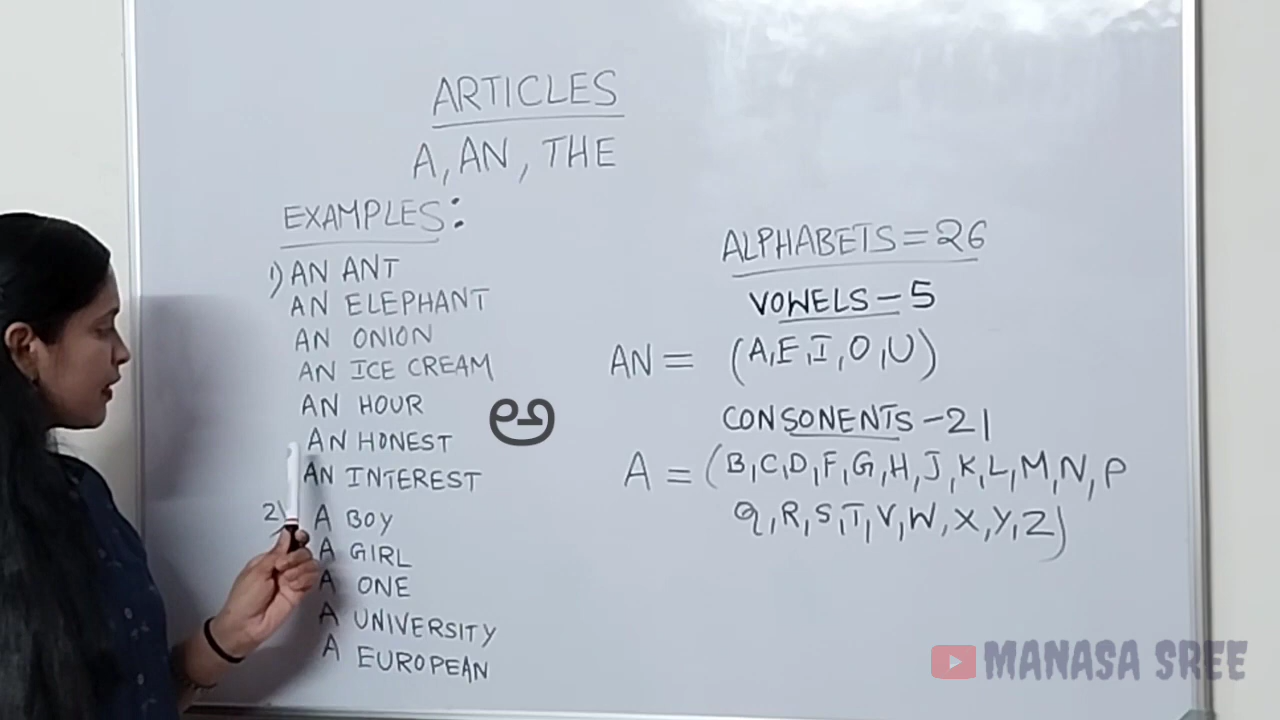 ARTICLES
A, AN, THE
EXAMPLES:
1) AN ANT
AN ELEPHANT
AN ONION
AN ICE CREAM
AN HOUR
AN HONEST
AN INTEREST
ఆ
2) A BOY
A GIRL
A ONE
A UNIVERSITY
A EUROPEAN
ALPHABETS = 26
VOWELS - 5
AN = (A, E, I, O, U)
CONSONENTS - 21
A = (B, C, D, F, G, H, J, K, L, M, N, P
Q, R, S, T, V, W, X, Y, Z)
MANASA SREE